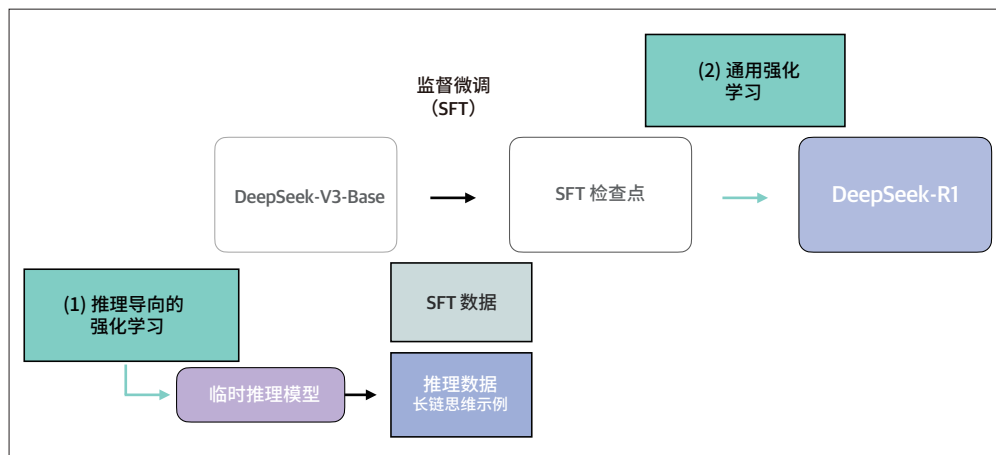 监督微调
（SFT）
(2) 通用强化
学习
DeepSeek-V3-Base
SFT 检查点
DeepSeek-R1
(1) 推理导向的
强化学习
SFT 数据
临时推理模型
推理数据
长链思维示例